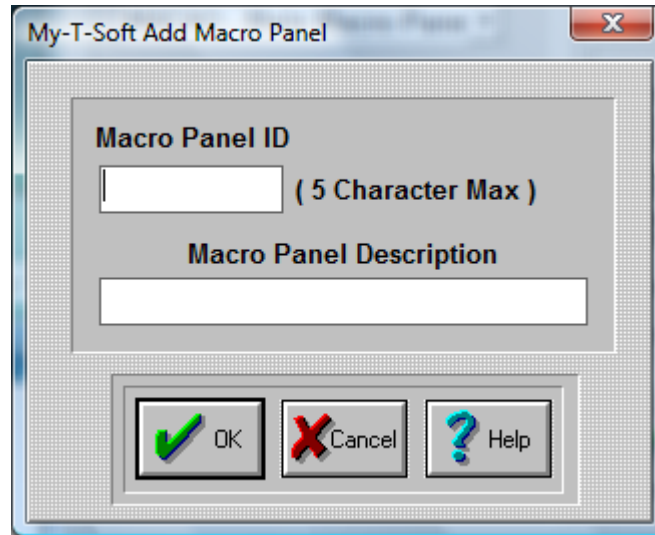 My-T-Soft Add Macro Panel
Macro Panel ID
( 5 Character Max )
Macro Panel Description
OK Cancel Help